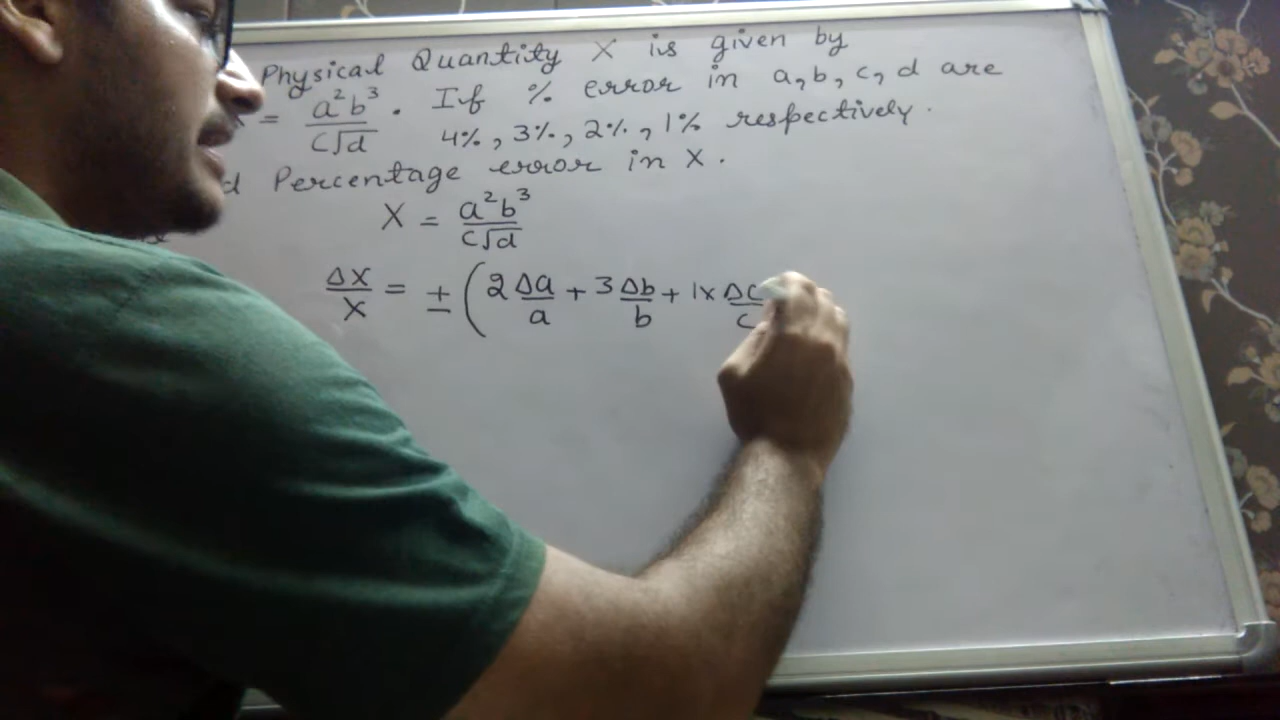 Physical Quantity X is given by
= a²b³ / c√d . If % error in a, b, c, d are
4%, 3%, 2%, 1% respectively.
d Percentage error in X.
X = a²b³ / c√d
ΔX/X = ± ( 2 Δa/a + 3 Δb/b + 1x Δc/c